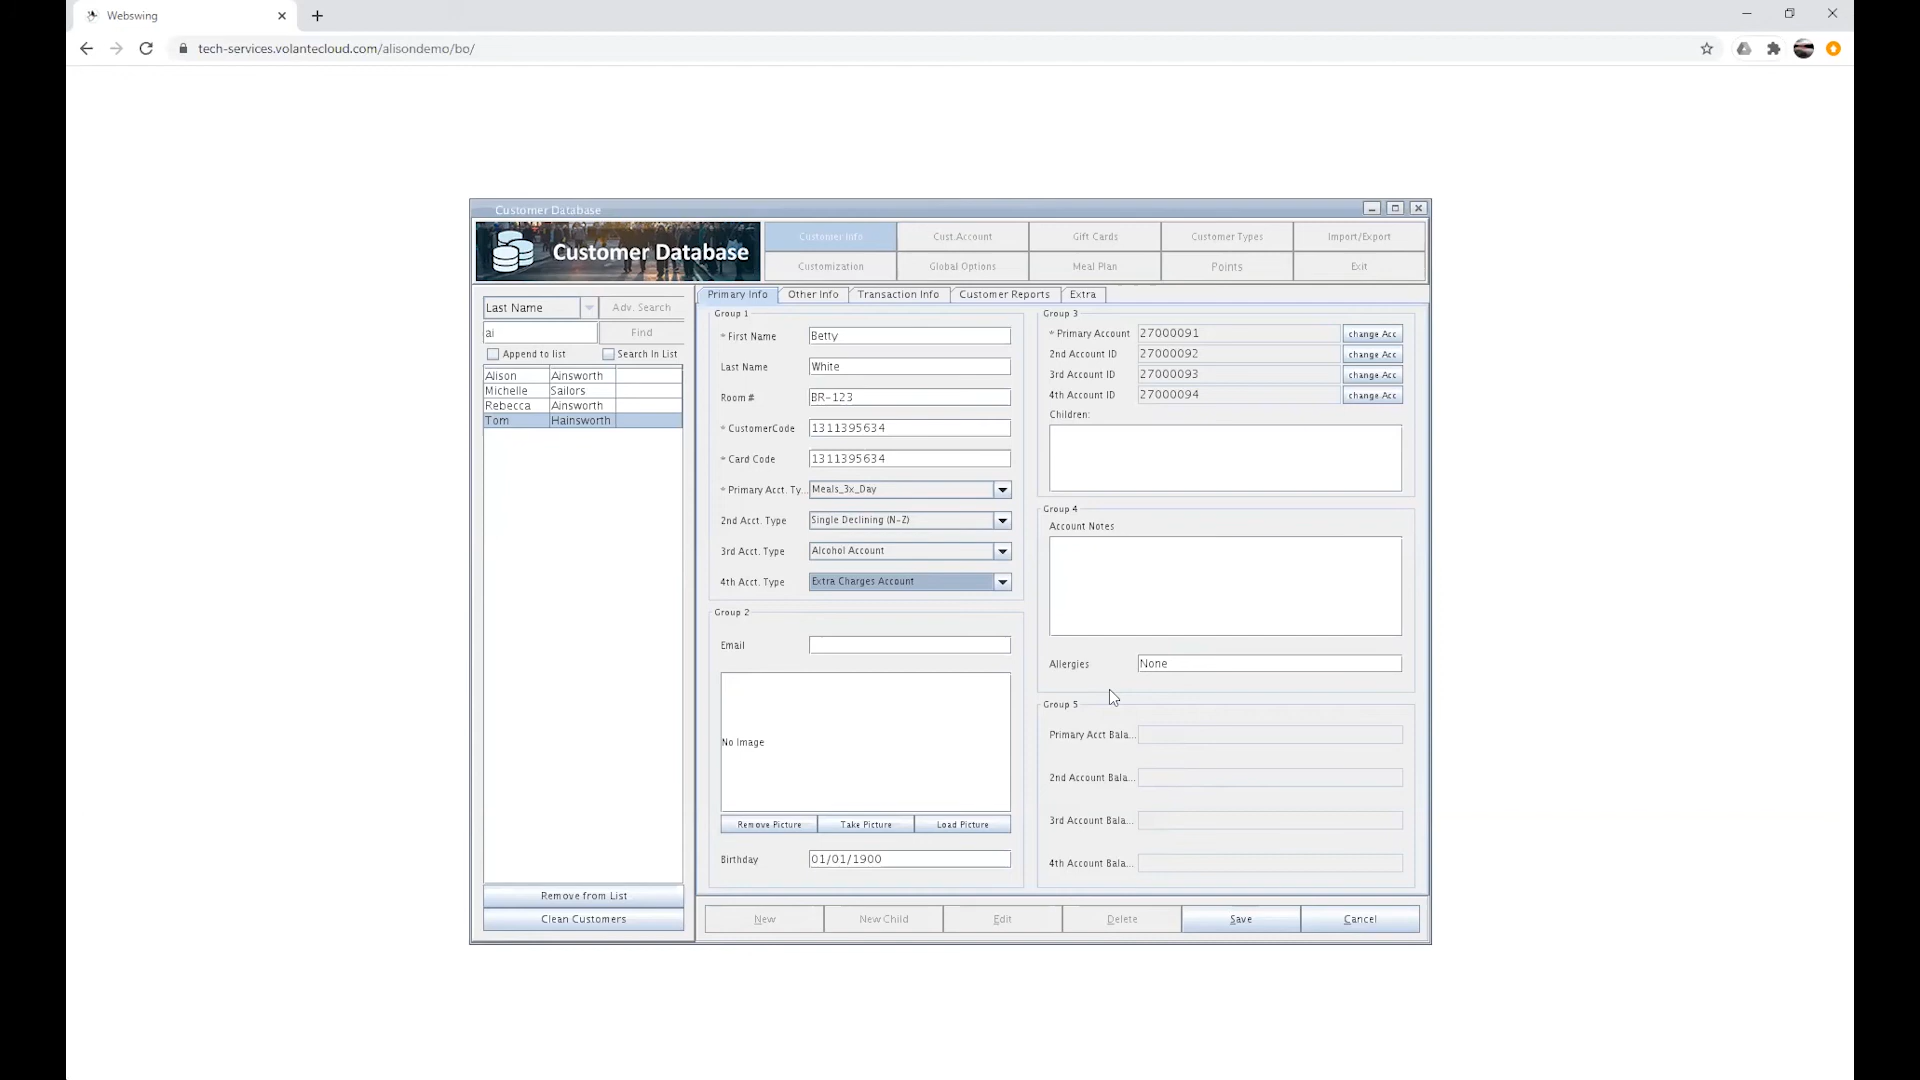 Webswing
tech-services.volantecloud.com/alisondemo/bo/
Customer Database
Customer Database
Customer Info
Cust.Account
Gift Cards
Customer Types
Import/Export
Customization
Global Options
Meal Plan
Points
Exit
Last Name
Adv. Search
ai
Find
Append to list
Search In List
Alison Ainsworth
Michelle Sailors
Rebecca Ainsworth
Tom Hainsworth
Remove from List
Clean Customers
Primary Info
Other Info
Transaction Info
Customer Reports
Extra
Group 1
* First Name Betty
Last Name White
Room # BR-123
* CustomerCode 1311395634
* Card Code 1311395634
* Primary Acct. Ty... Meals_3x_Day
2nd Acct. Type Single Declining (N-Z)
3rd Acct. Type Alcohol Account
4th Acct. Type Extra Charges Account
Group 2
Email
No Image
Remove Picture
Take Picture
Load Picture
Birthday 01/01/1900
Group 3
* Primary Account 27000091 change Acc
2nd Account ID 27000092 change Acc
3rd Account ID 27000093 change Acc
4th Account ID 27000094 change Acc
Children:
Group 4
Account Notes
Allergies None
Group 5
Primary Acct Bala...
2nd Account Bala...
3rd Account Bala...
4th Account Bala...
New
New Child
Edit
Delete
Save
Cancel